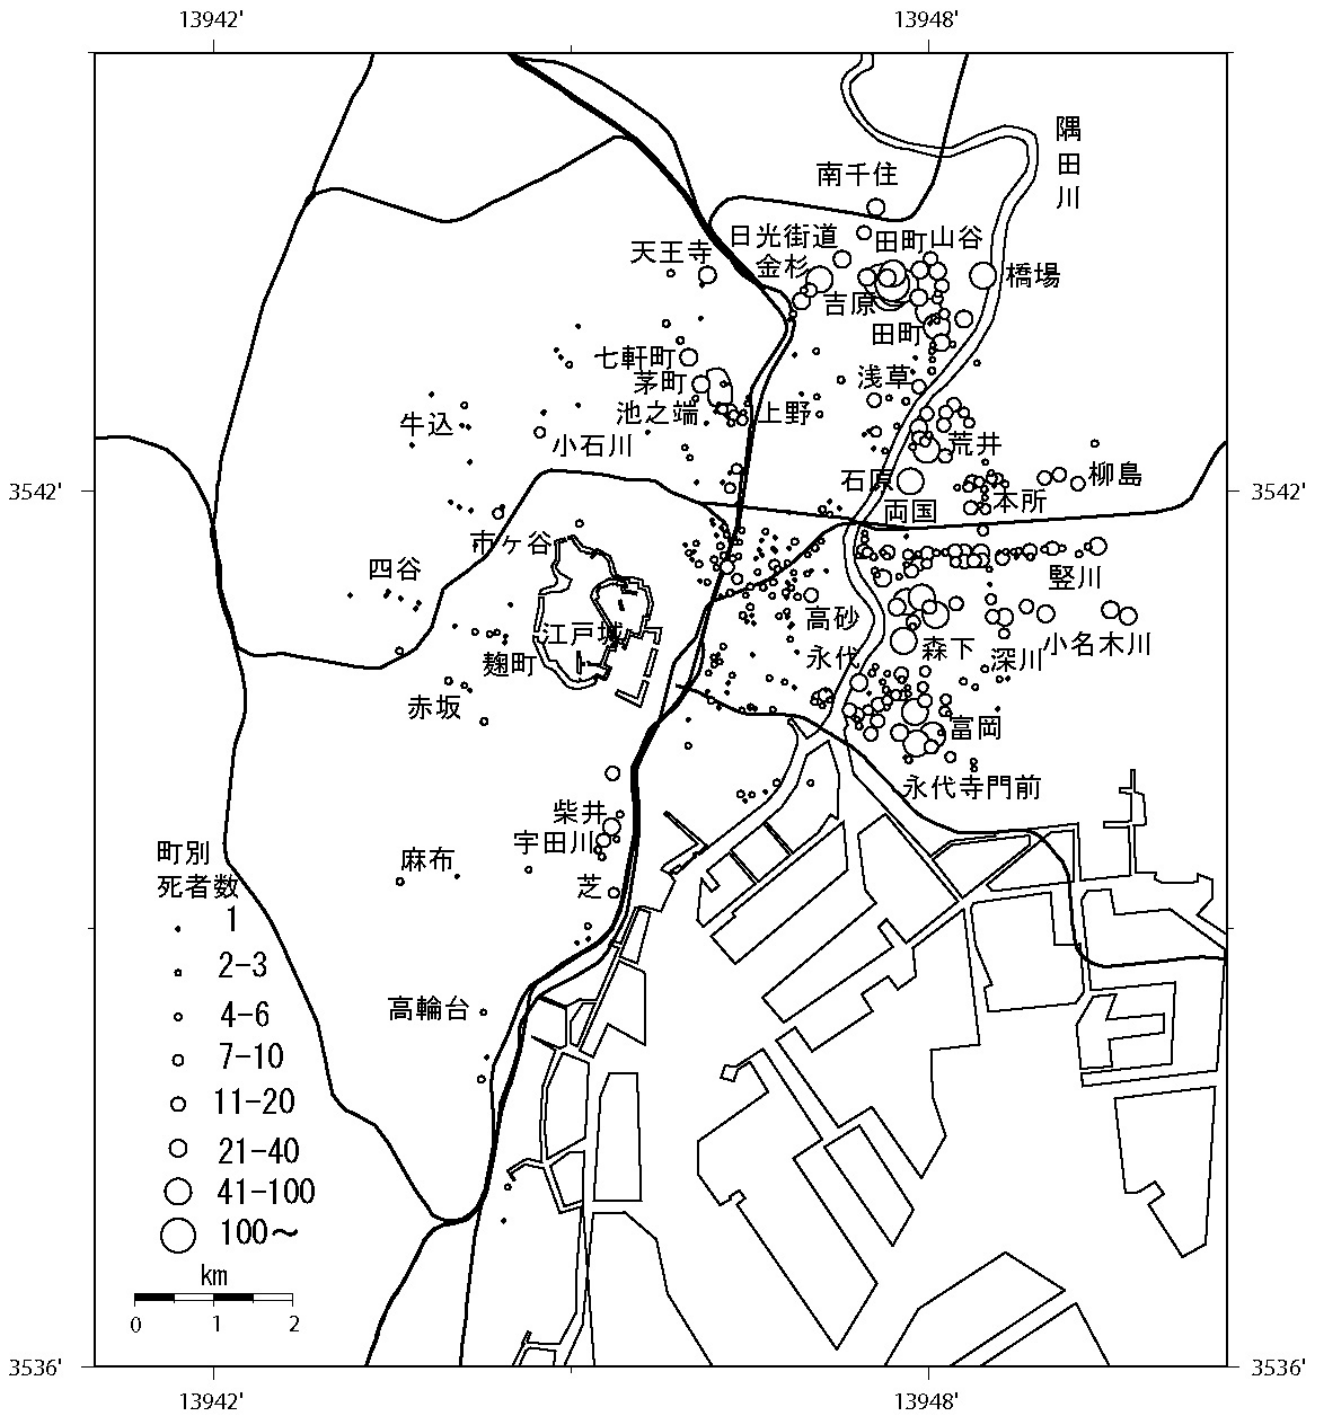 13942'
13948'
隅田川
南千住
日光街道
田町
山谷
天王寺
金杉
橋場
吉原
田町
七軒町
茅町
浅草
池之端
上野
牛込
小石川
荒井
石原
柳島
3542'
3542'
両国
本所
市ヶ谷
四谷
竪川
高砂
江戸城
森下
深川
小名木川
永代
麹町
赤坂
富岡
永代寺門前
柴井
宇田川
麻布
芝
町別
死者数
1
2-3
高輪台
4-6
7-10
11-20
21-40
41-100
100～
km
0
1
2
3536'
3536'
13942'
13948'